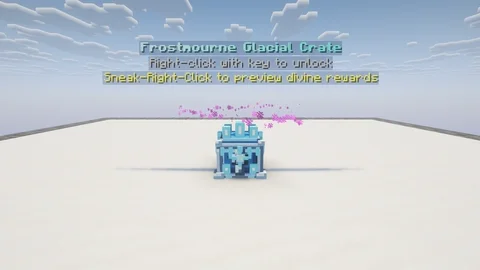 Frostmourne Glacial Crate
Right-click with key to unlock
Sneak-Right-Click to preview divine rewards